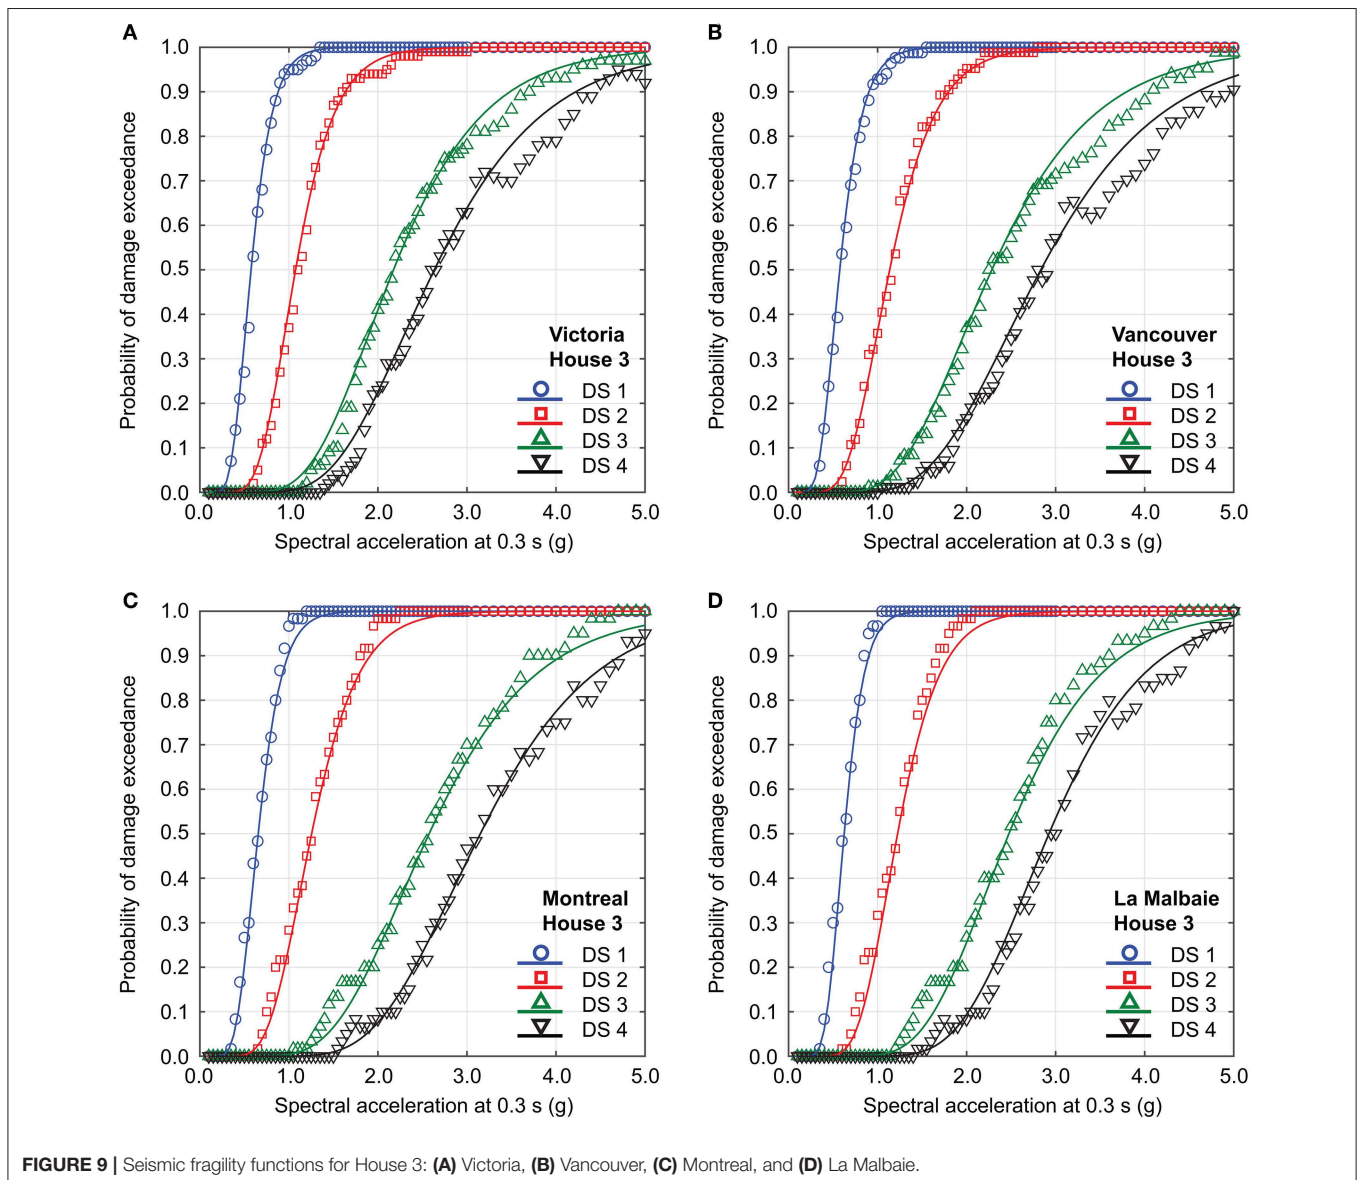 A
1.0
0.9
0.8
0.7
0.6
0.5
0.4
0.3
0.2
0.1
0.0
Probability of damage exceedance
Victoria
House 3
DS 1
DS 2
DS 3
DS 4
0.0 1.0 2.0 3.0 4.0 5.0
Spectral acceleration at 0.3 s (g)
B
1.0
0.9
0.8
0.7
0.6
0.5
0.4
0.3
0.2
0.1
0.0
Probability of damage exceedance
Vancouver
House 3
DS 1
DS 2
DS 3
DS 4
0.0 1.0 2.0 3.0 4.0 5.0
Spectral acceleration at 0.3 s (g)
C
1.0
0.9
0.8
0.7
0.6
0.5
0.4
0.3
0.2
0.1
0.0
Probability of damage exceedance
Montreal
House 3
DS 1
DS 2
DS 3
DS 4
0.0 1.0 2.0 3.0 4.0 5.0
Spectral acceleration at 0.3 s (g)
D
1.0
0.9
0.8
0.7
0.6
0.5
0.4
0.3
0.2
0.1
0.0
Probability of damage exceedance
La Malbaie
House 3
DS 1
DS 2
DS 3
DS 4
0.0 1.0 2.0 3.0 4.0 5.0
Spectral acceleration at 0.3 s (g)
FIGURE 9 | Seismic fragility functions for House 3: (A) Victoria, (B) Vancouver, (C) Montreal, and (D) La Malbaie.